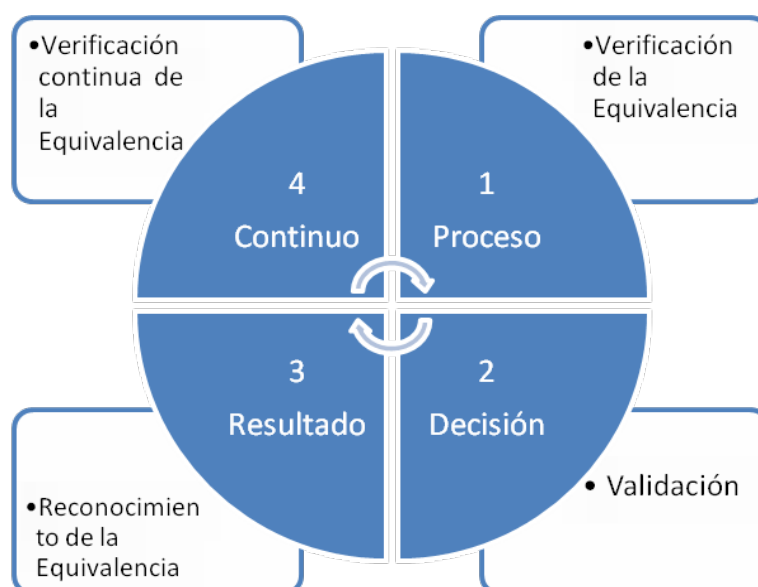 •Verificación
continua de
la
Equivalencia
•Verificación
de la
Equivalencia
4
Continuo
1
Proceso
3
Resultado
2
Decisión
•Reconocimien
to de la
Equivalencia
• Validación